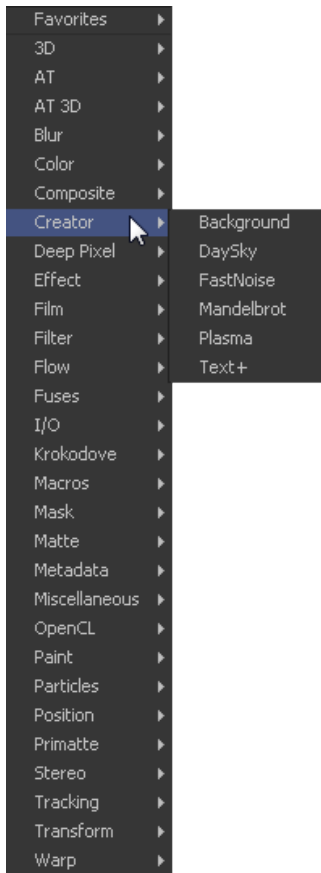 Favorites
3D
AT
AT 3D
Blur
Color
Composite
Creator
Background
Deep Pixel
DaySky
Effect
FastNoise
Film
Mandelbrot
Filter
Plasma
Flow
Text+
Fuses
I/O
Krokodove
Macros
Mask
Matte
Metadata
Miscellaneous
OpenCL
Paint
Particles
Position
Primatte
Stereo
Tracking
Transform
Warp